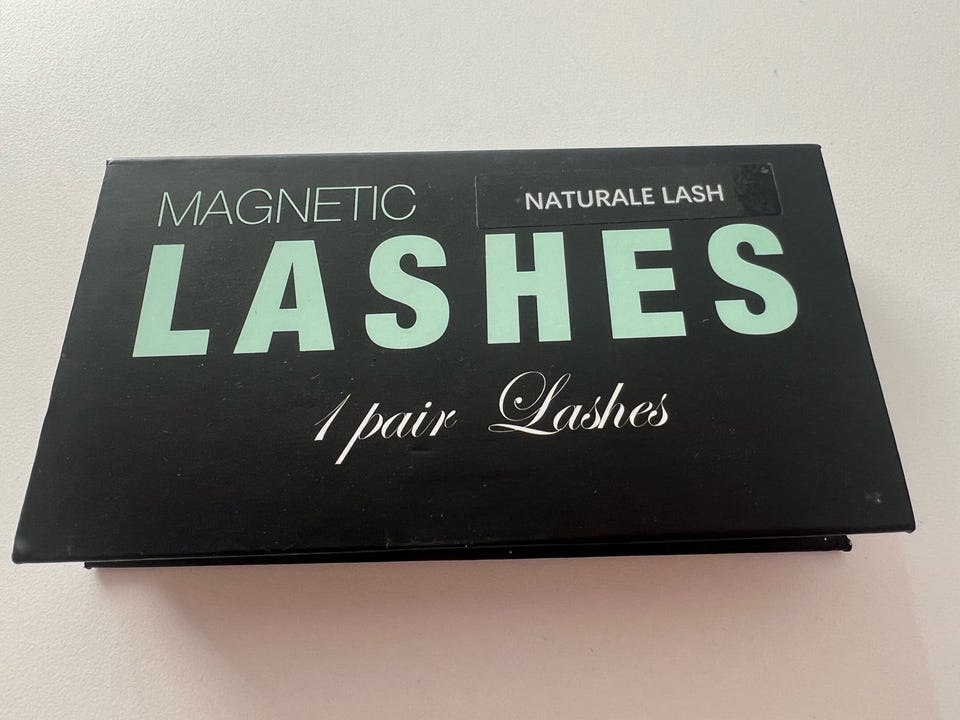 MAGNETIC
NATURALE LASH
LASHES
1 pair Lashes